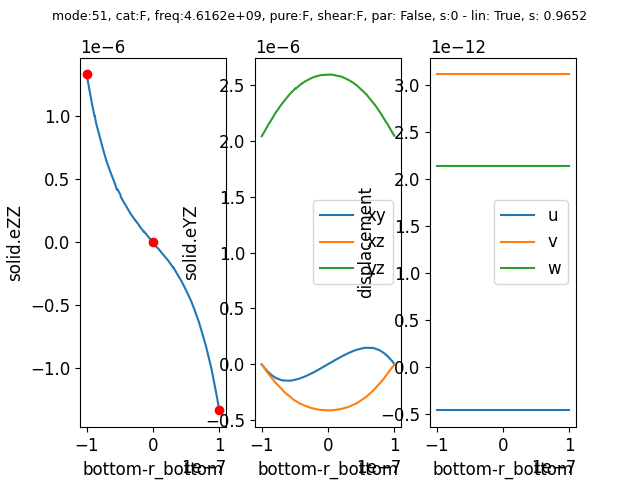 mode:51, cat:F, freq:4.6162e+09, pure:F, shear:F, par: False, s:0 - lin: True, s: 0.9652
1e−6
1e−6
1e−12
solid.eZZ
1.0
0.5
0.0
−0.5
−1.0
−1
0
1
bottom-r_bottom
1e−7
solid.eYZ
2.5
2.0
1.5
1.0
0.5
0.0
−0.5
xy
xz
yz
−1
0
1
bottom-r_bottom
1e−7
displacement
3.0
2.5
2.0
1.5
1.0
0.5
0.0
−0.5
u
v
w
−1
0
1
bottom-r_bottom
1e−7